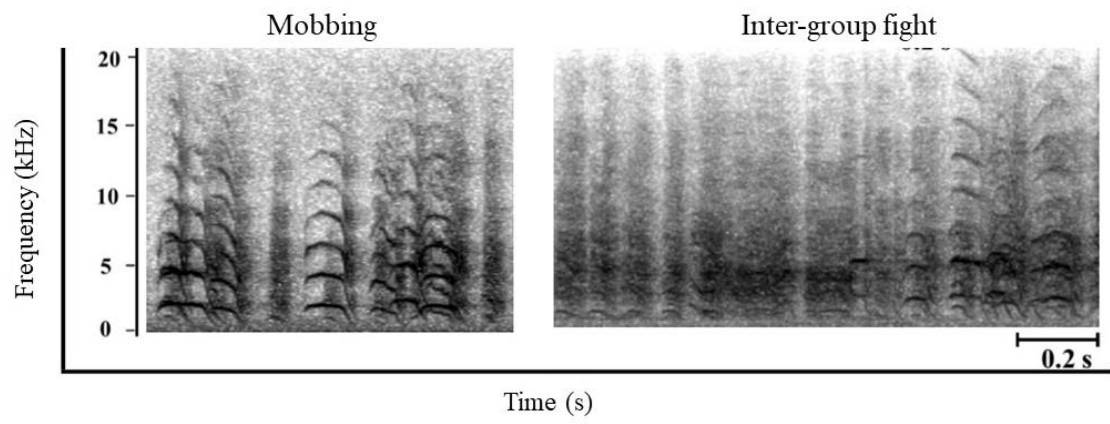 Mobbing
Inter-group fight
20
15
10
5
0
Frequency (kHz)
0.2 s
Time (s)